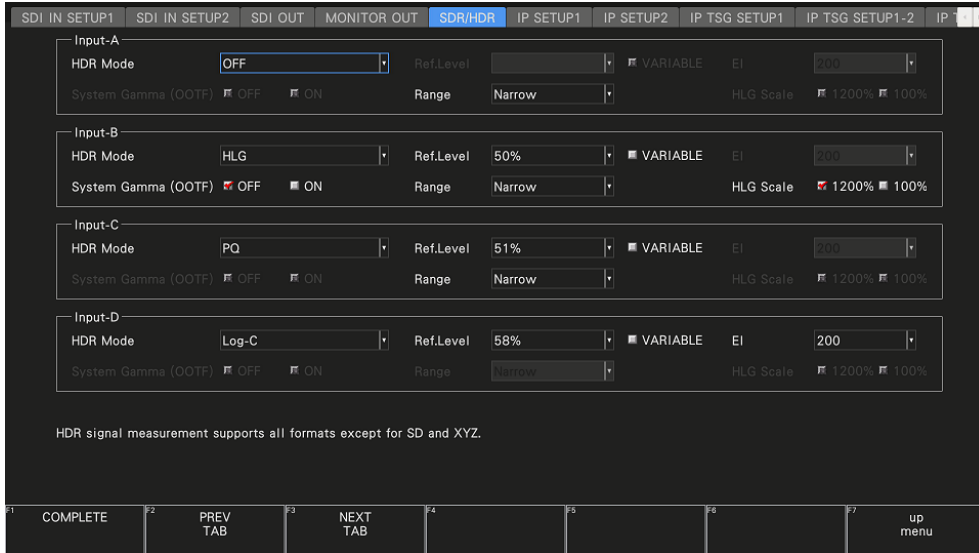 SDI IN SETUP1 SDI IN SETUP2 SDI OUT MONITOR OUT SDR/HDR IP SETUP1 IP SETUP2 IP TSG SETUP1 IP TSG SETUP1-2 IP
Input-A
HDR Mode OFF Ref.Level VARIABLE EI 200
System Gamma (OOTF) OFF ON Range Narrow HLG Scale 1200% 100%
Input-B
HDR Mode HLG Ref.Level 50% VARIABLE EI 200
System Gamma (OOTF) OFF ON Range Narrow HLG Scale 1200% 100%
Input-C
HDR Mode PQ Ref.Level 51% VARIABLE EI 200
System Gamma (OOTF) OFF ON Range Narrow HLG Scale 1200% 100%
Input-D
HDR Mode Log-C Ref.Level 58% VARIABLE EI 200
System Gamma (OOTF) OFF ON Range Narrow HLG Scale 1200% 100%
HDR signal measurement supports all formats except for SD and XYZ.
F1 COMPLETE F2 PREV TAB F3 NEXT TAB F4 F5 F6 F7 up menu